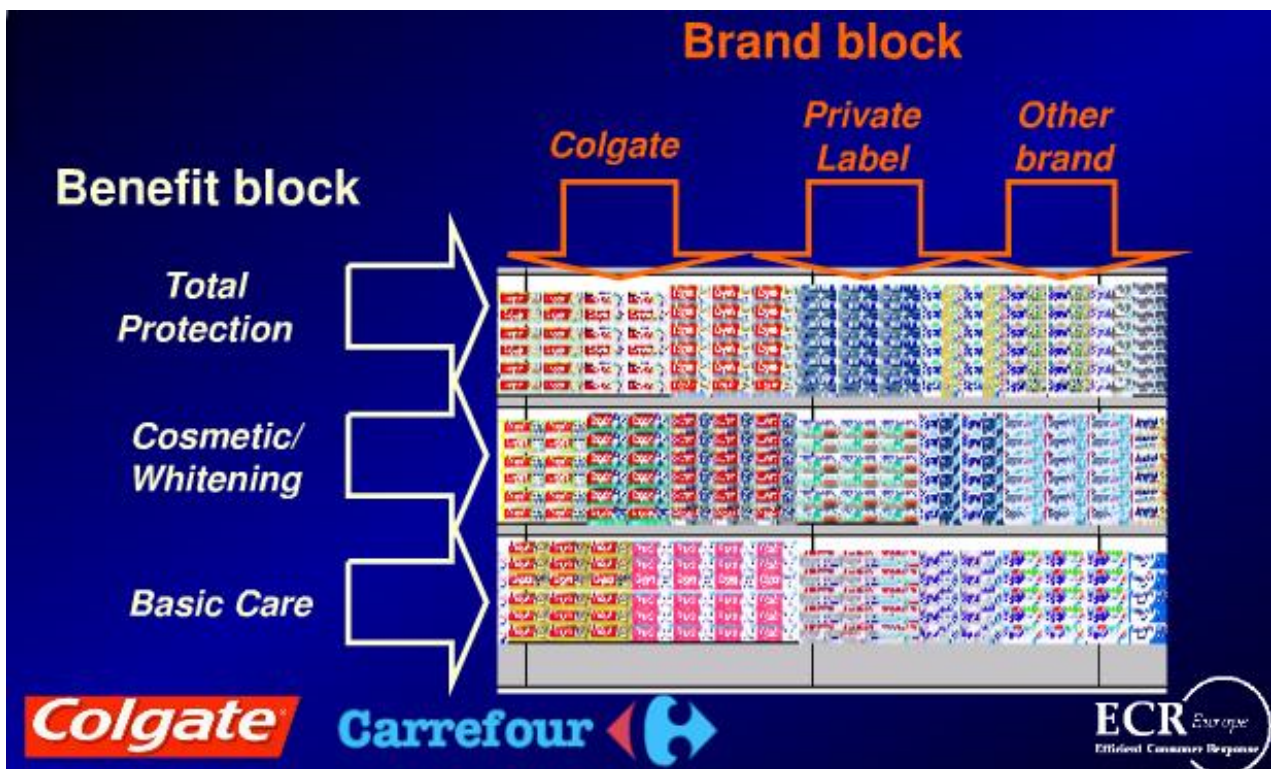 Brand block
Colgate
Private
Label
Other
brand
Benefit block
Total
Protection
Cosmetic/
Whitening
Basic Care
Colgate
Carrefour
ECR Europe
Efficient Consumer Response